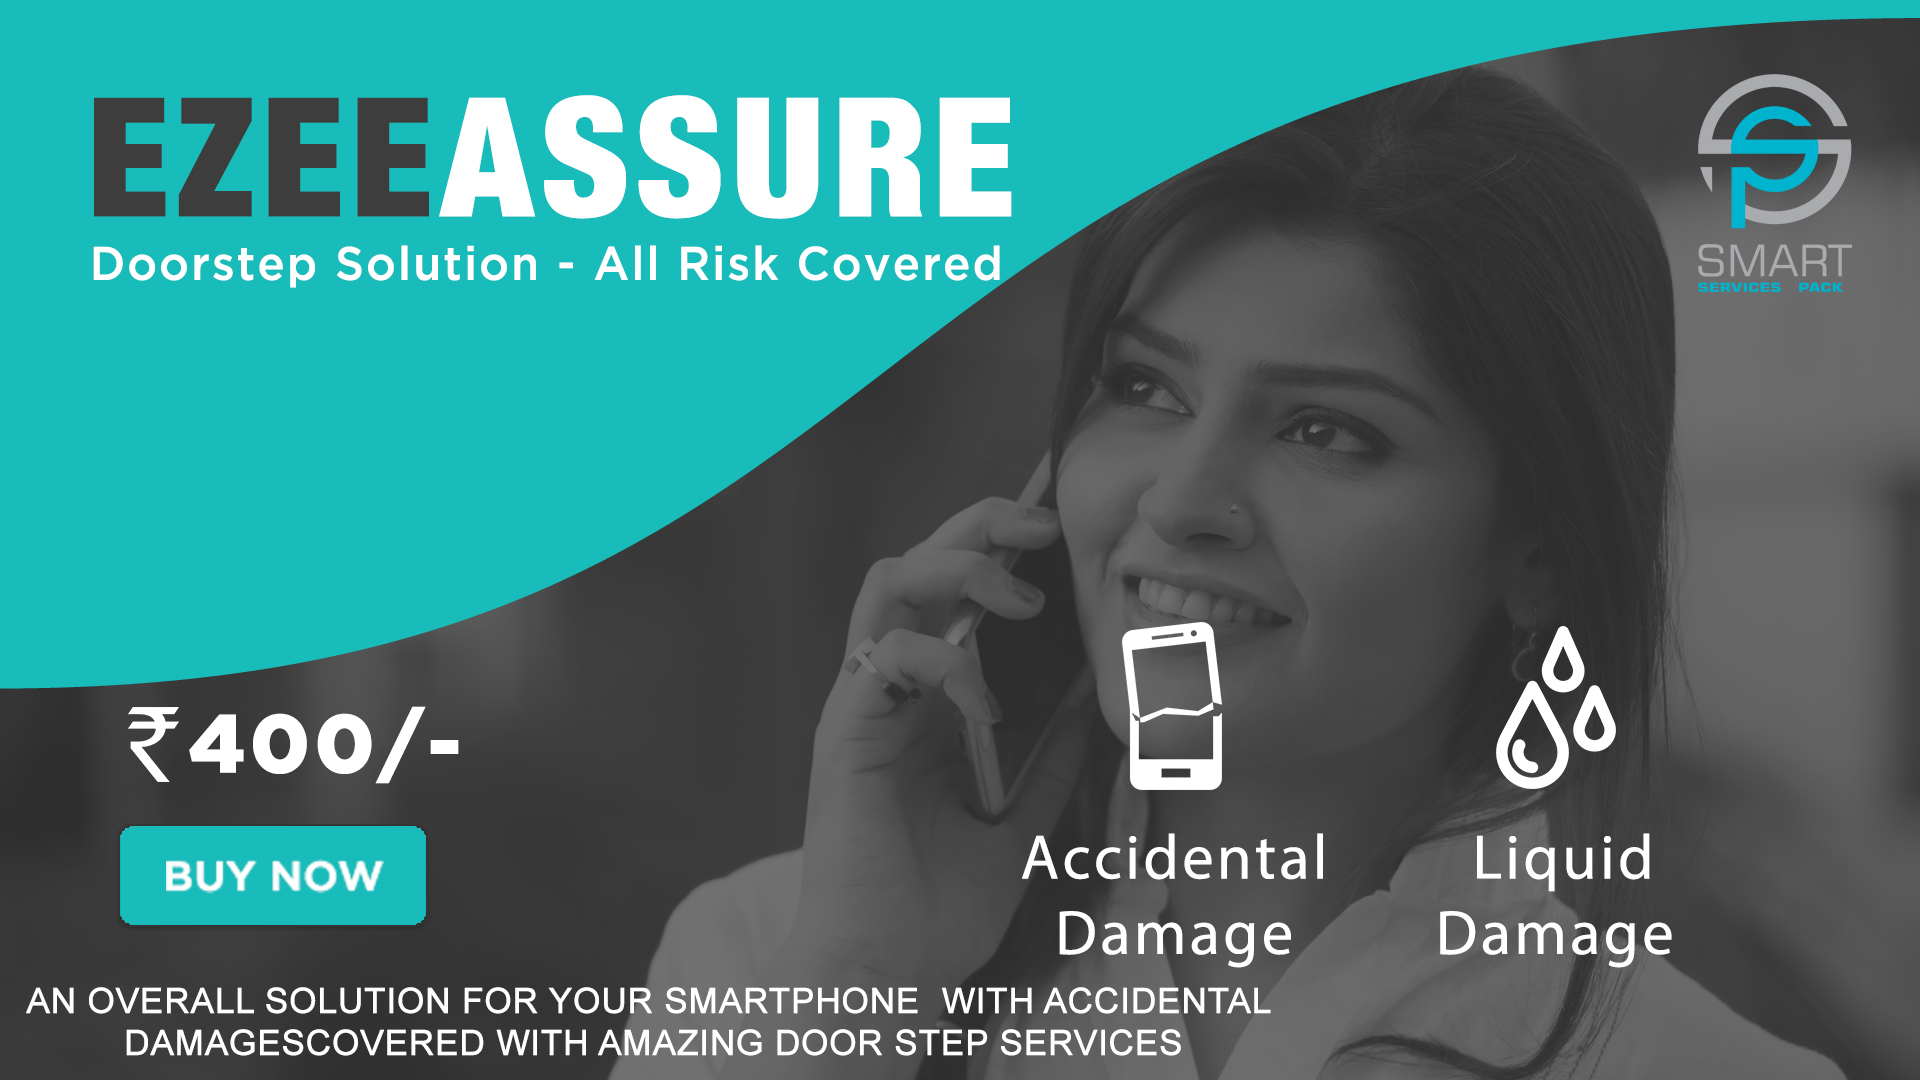 EZEEASSURE
Doorstep Solution - All Risk Covered
SMART
SERVICES PACK
₹400/-
BUY NOW
Accidental
Damage
Liquid
Damage
AN OVERALL SOLUTION FOR YOUR SMARTPHONE WITH ACCIDENTAL
DAMAGESCOVERED WITH AMAZING DOOR STEP SERVICES